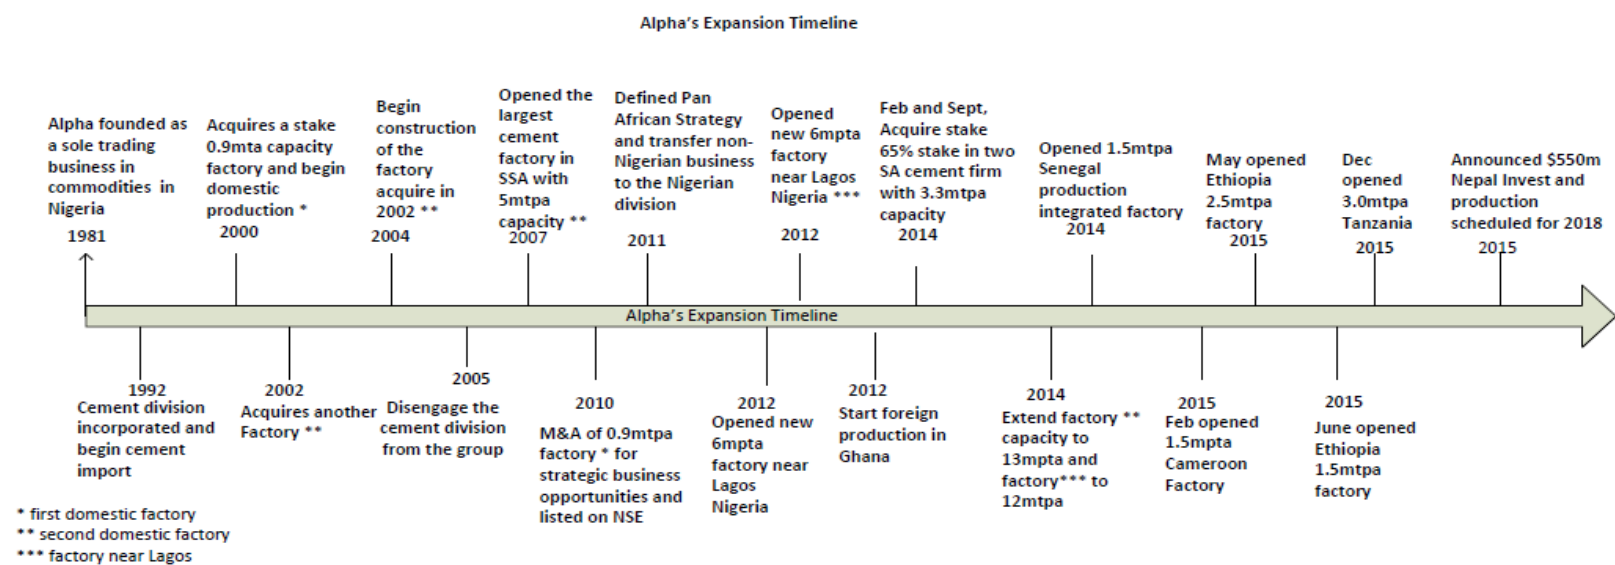 Alpha's Expansion Timeline
Alpha founded as
a sole trading
business in
commodities in
Nigeria
1981
Acquires a stake
0.9mta capacity
factory and begin
domestic
production *
2000
Begin
construction
of the
factory
acquire in
2002 **
2004
Opened the
largest
cement
factory in
SSA with
5mtpa
capacity **
2007
Defined Pan
African Strategy
and transfer non-
Nigerian business
to the Nigerian
division
2011
Opened
new 6mpta
factory
near Lagos
Nigeria ***
2012
Feb and Sept,
Acquire stake
65% stake in two
SA cement firm
with 3.3mtpa
capacity
2014
Opened 1.5mtpa
Senegal
production
integrated factory
2014
May opened
Ethiopia
2.5mtpa
factory
2015
Dec
opened
3.0mtpa
Tanzania
2015
Announced $550m
Nepal Invest and
production
scheduled for 2018
2015
Alpha's Expansion Timeline
1992
Cement division
incorporated and
begin cement
import
2002
Acquires another
Factory **
2005
Disengage the
cement division
from the group
2010
M&A of 0.9mtpa
factory * for
strategic business
opportunities and
listed on NSE
2012
Opened new
6mpta
factory near
Lagos
Nigeria
2012
Start foreign
production in
Ghana
2014
Extend factory **
capacity to
13mpta and
factory*** to
12mtpa
2015
Feb opened
1.5mpta
Cameroon
Factory
2015
June opened
Ethiopia
1.5mtpa
factory
* first domestic factory
** second domestic factory
*** factory near Lagos